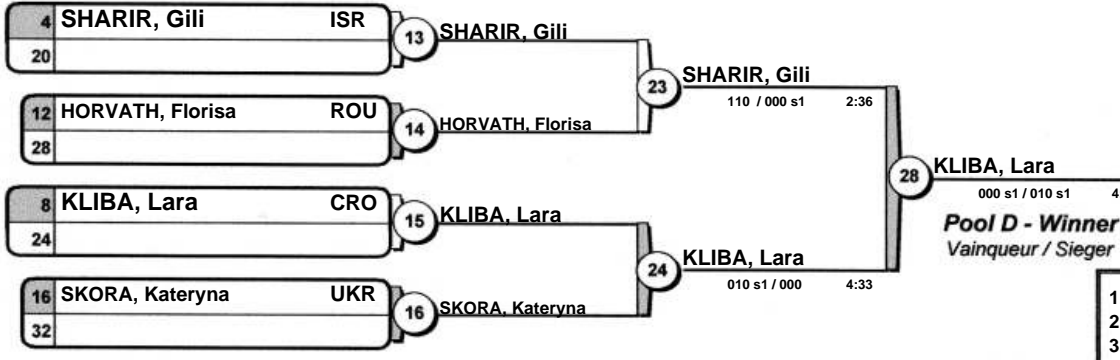 4 SHARIR, Gili ISR
20
13 SHARIR, Gili
12 HORVATH, Florisa ROU
28
14 HORVATH, Florisa
23 SHARIR, Gili
110 / 000 s1 2:36
8 KLIBA, Lara CRO
24
15 KLIBA, Lara
16 SKORA, Kateryna UKR
32
16 SKORA, Kateryna
24 KLIBA, Lara
010 s1 / 000 4:33
28 KLIBA, Lara
000 s1 / 010 s1 4
Pool D - Winner
Vainqueur / Sieger
1
2
3